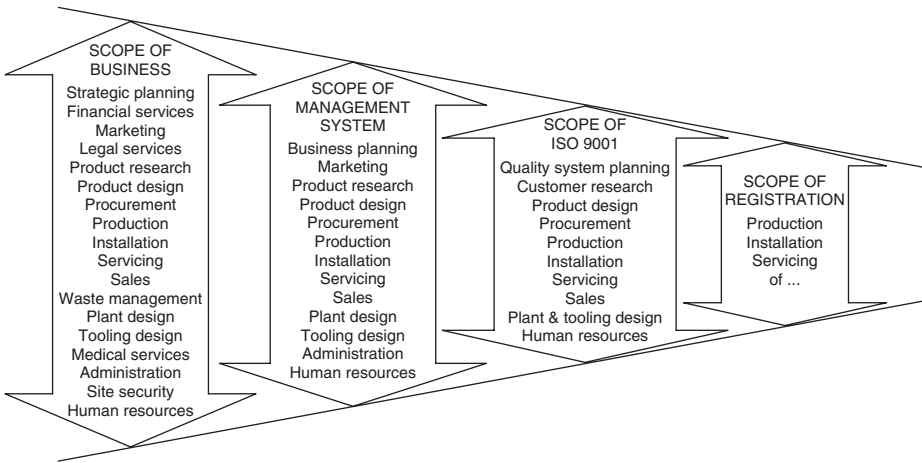 SCOPE OF
BUSINESS
Strategic planning
Financial services
Marketing
Legal services
Product research
Product design
Procurement
Production
Installation
Servicing
Sales
Waste management
Plant design
Tooling design
Medical services
Administration
Site security
Human resources
SCOPE OF
MANAGEMENT
SYSTEM
Business planning
Marketing
Product research
Product design
Procurement
Production
Installation
Servicing
Sales
Plant design
Tooling design
Administration
Human resources
SCOPE OF
ISO 9001
Quality system planning
Customer research
Product design
Procurement
Production
Installation
Servicing
Sales
Plant & tooling design
Human resources
SCOPE OF
REGISTRATION
Production
Installation
Servicing
of ...